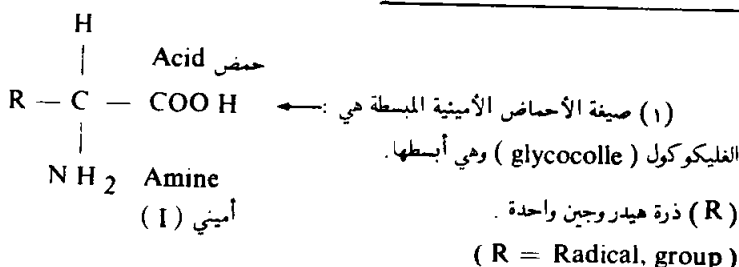 H
|
حمض Acid
R — C — COO H
|
N H₂ Amine
أميني ( I )
(١) صيغة الأحماض الأمينية المبسطة هي : ←
الغليكوكول ( glycocolle ) وهي أبسطها.
( R ) ذرة هيدروجين واحدة .
( R = Radical, group )